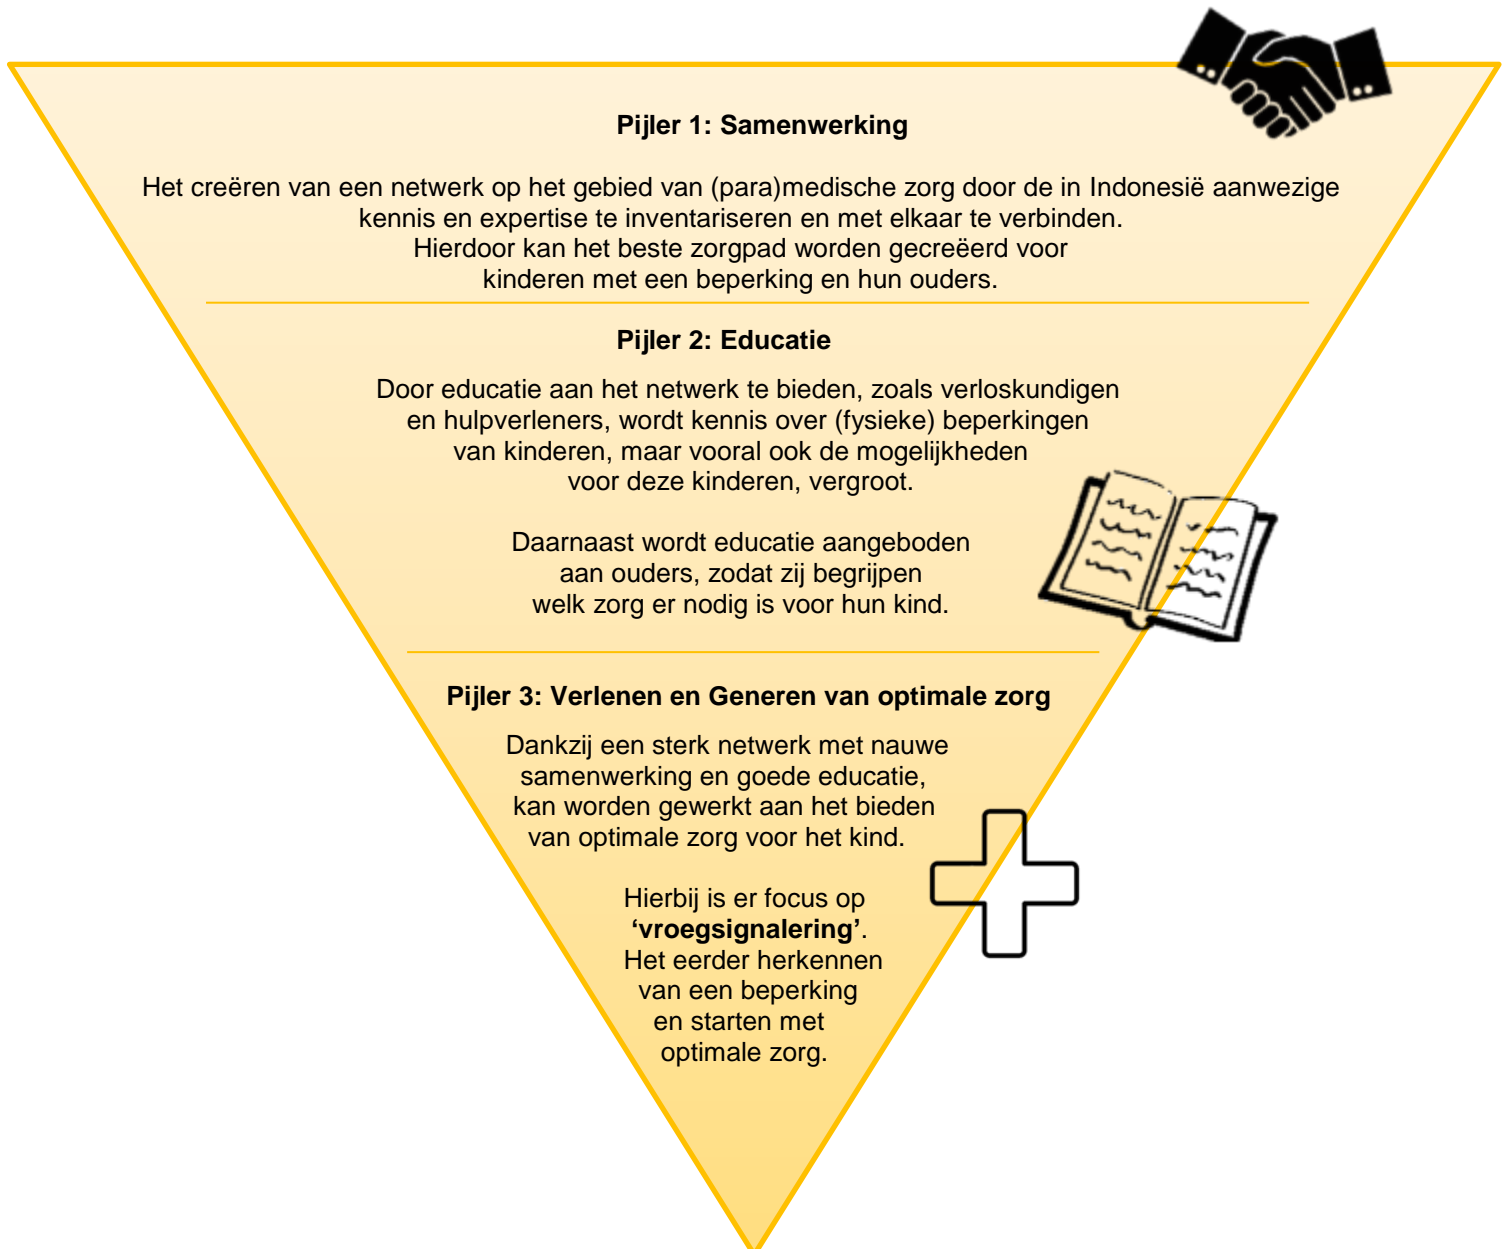 Pijler 1: Samenwerking
Het creëren van een netwerk op het gebied van (para)medische zorg door de in Indonesië aanwezige
kennis en expertise te inventariseren en met elkaar te verbinden.
Hierdoor kan het beste zorgpad worden gecreëerd voor
kinderen met een beperking en hun ouders.
Pijler 2: Educatie
Door educatie aan het netwerk te bieden, zoals verloskundigen
en hulpverleners, wordt kennis over (fysieke) beperkingen
van kinderen, maar vooral ook de mogelijkheden
voor deze kinderen, vergroot.
Daarnaast wordt educatie aangeboden
aan ouders, zodat zij begrijpen
welk zorg er nodig is voor hun kind.
Pijler 3: Verlenen en Generen van optimale zorg
Dankzij een sterk netwerk met nauwe
samenwerking en goede educatie,
kan worden gewerkt aan het bieden
van optimale zorg voor het kind.
Hierbij is er focus op
‘vroegsignalering’.
Het eerder herkennen
van een beperking
en starten met
optimale zorg.